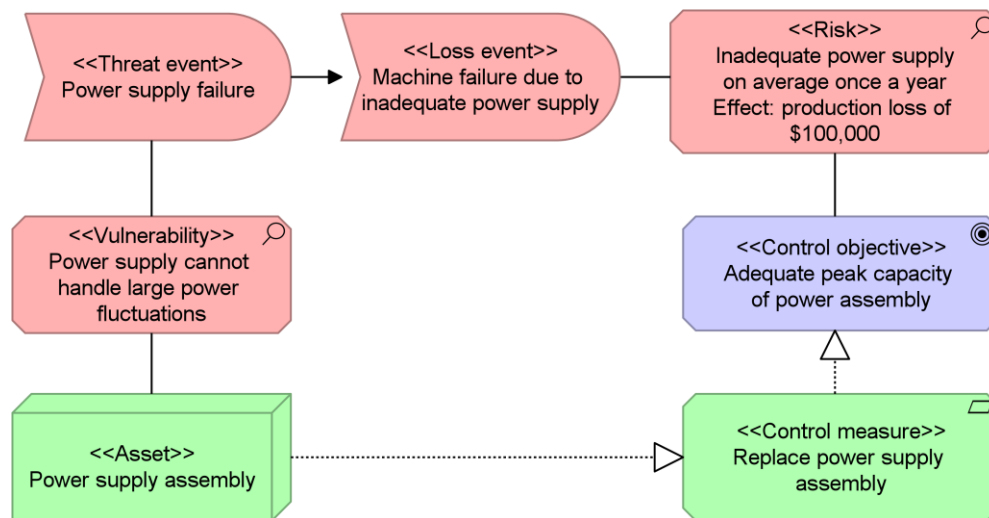 <<Threat event>>
Power supply failure
<<Loss event>>
Machine failure due to
inadequate power supply
<<Risk>>
Inadequate power supply
on average once a year
Effect: production loss of
$100,000
<<Vulnerability>>
Power supply cannot
handle large power
fluctuations
<<Control objective>>
Adequate peak capacity
of power assembly
<<Asset>>
Power supply assembly
<<Control measure>>
Replace power supply
assembly